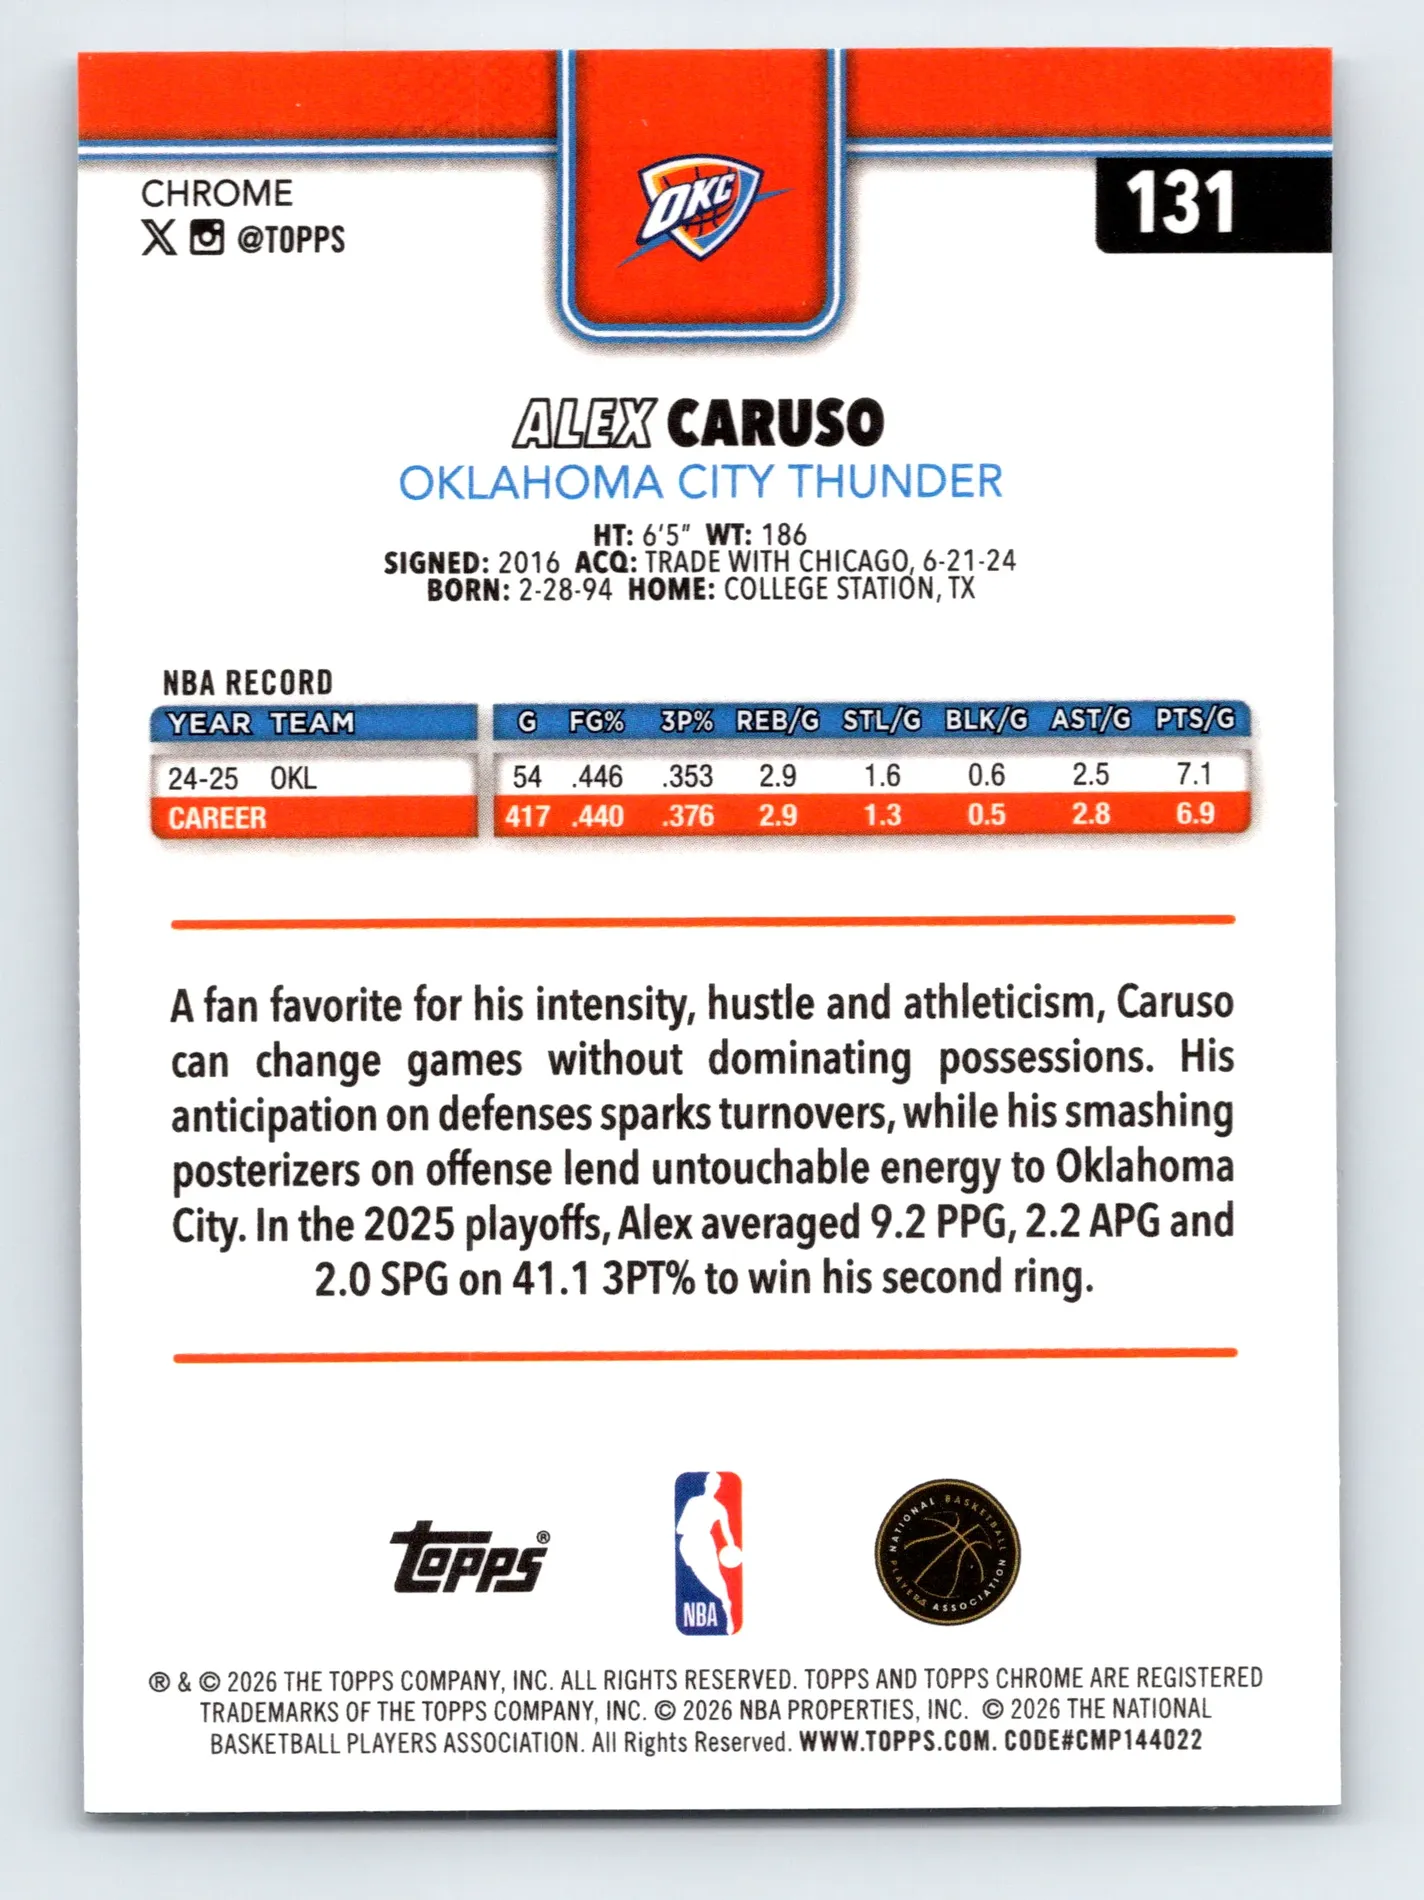 OKC
CHROME
131
X @TOPPS
ALEX CARUSO
OKLAHOMA CITY THUNDER
HT: 6'5" WT: 186
SIGNED: 2016 ACQ: TRADE WITH CHICAGO, 6-21-24
BORN: 2-28-94 HOME: COLLEGE STATION, TX
NBA RECORD
YEAR TEAM G FG% 3P% REB/G STL/G BLK/G AST/G PTS/G
24-25 OKL 54 .446 .353 2.9 1.6 0.6 2.5 7.1
CAREER 417 .440 .376 2.9 1.3 0.5 2.8 6.9
A fan favorite for his intensity, hustle and athleticism, Caruso
can change games without dominating possessions. His
anticipation on defenses sparks turnovers, while his smashing
posterizers on offense lend untouchable energy to Oklahoma
City. In the 2025 playoffs, Alex averaged 9.2 PPG, 2.2 APG and
2.0 SPG on 41.1 3PT% to win his second ring.
TOPPS®
NBA
NATIONAL BASKETBALL PLAYERS ASSOCIATION
® & © 2026 THE TOPPS COMPANY, INC. ALL RIGHTS RESERVED. TOPPS AND TOPPS CHROME ARE REGISTERED
TRADEMARKS OF THE TOPPS COMPANY, INC. © 2026 NBA PROPERTIES, INC. © 2026 THE NATIONAL
BASKETBALL PLAYERS ASSOCIATION. All Rights Reserved. WWW.TOPPS.COM. CODE#CMP144022